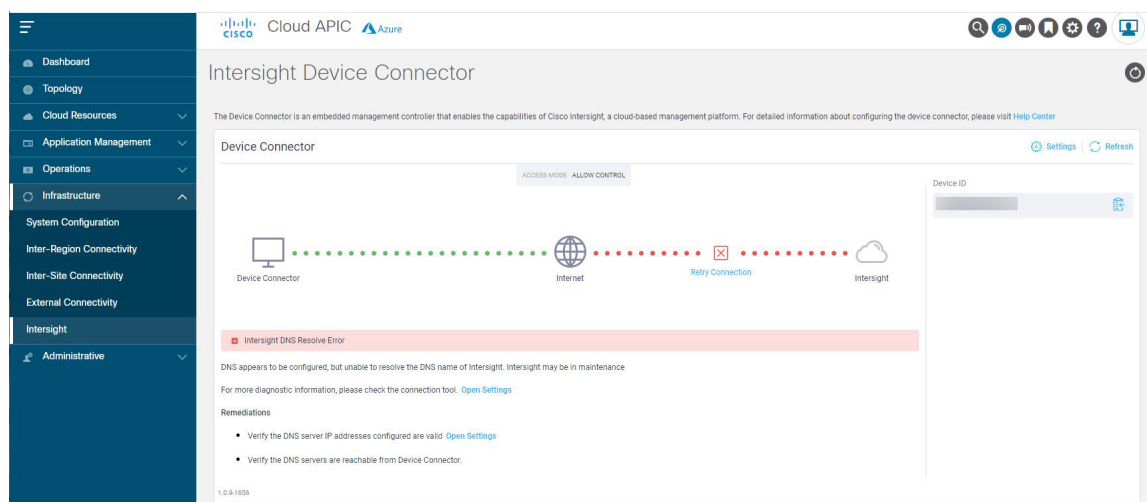 CISCO Cloud APIC Azure
Dashboard
Topology
Cloud Resources
Application Management
Operations
Infrastructure
System Configuration
Inter-Region Connectivity
Inter-Site Connectivity
External Connectivity
Intersight
Administrative
Intersight Device Connector
The Device Connector is an embedded management controller that enables the capabilities of Cisco Intersight, a cloud-based management platform. For detailed information about configuring the device connector, please visit Help Center
Device Connector
Settings Refresh
ACCESS MODE ALLOW CONTROL
Device ID
Device Connector
Internet
Retry Connection
Intersight
Intersight DNS Resolve Error
DNS appears to be configured, but unable to resolve the DNS name of Intersight. Intersight may be in maintenance
For more diagnostic information, please check the connection tool. Open Settings
Remediations
Verify the DNS server IP addresses configured are valid Open Settings
Verify the DNS servers are reachable from Device Connector.
1.0.9-1656